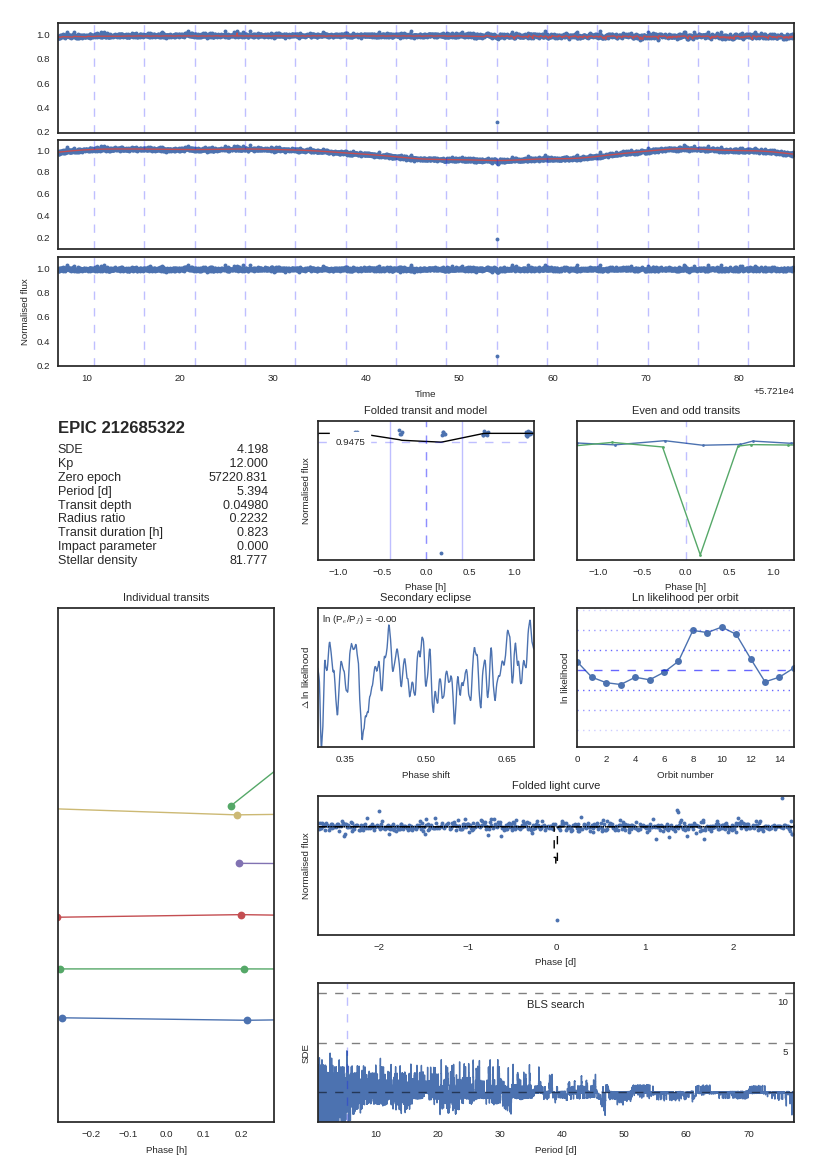 1.0
0.8
0.6
0.4
0.2
1.0
0.8
0.6
0.4
0.2
Normalised flux
1.0
0.8
0.6
0.4
0.2
10 20 30 40 50 60 70 80
Time
+5.721e4
EPIC 212685322
SDE 4.198
Kp 12.000
Zero epoch 57220.831
Period [d] 5.394
Transit depth 0.04980
Radius ratio 0.2232
Transit duration [h] 0.823
Impact parameter 0.000
Stellar density 81.777
Folded transit and model
Normalised flux
0.9475
−1.0 −0.5 0.0 0.5 1.0
Phase [h]
Even and odd transits
−1.0 −0.5 0.0 0.5 1.0
Phase [h]
Individual transits
−0.2 −0.1 0.0 0.1 0.2
Phase [h]
Secondary eclipse
ln (Pₑ/P𝑓) = -0.00
Δ ln likelihood
0.35 0.50 0.65
Phase shift
Ln likelihood per orbit
ln likelihood
0 2 4 6 8 10 12 14
Orbit number
Folded light curve
Normalised flux
−2 −1 0 1 2
Phase [d]
BLS search
10
5
SDE
10 20 30 40 50 60 70
Period [d]